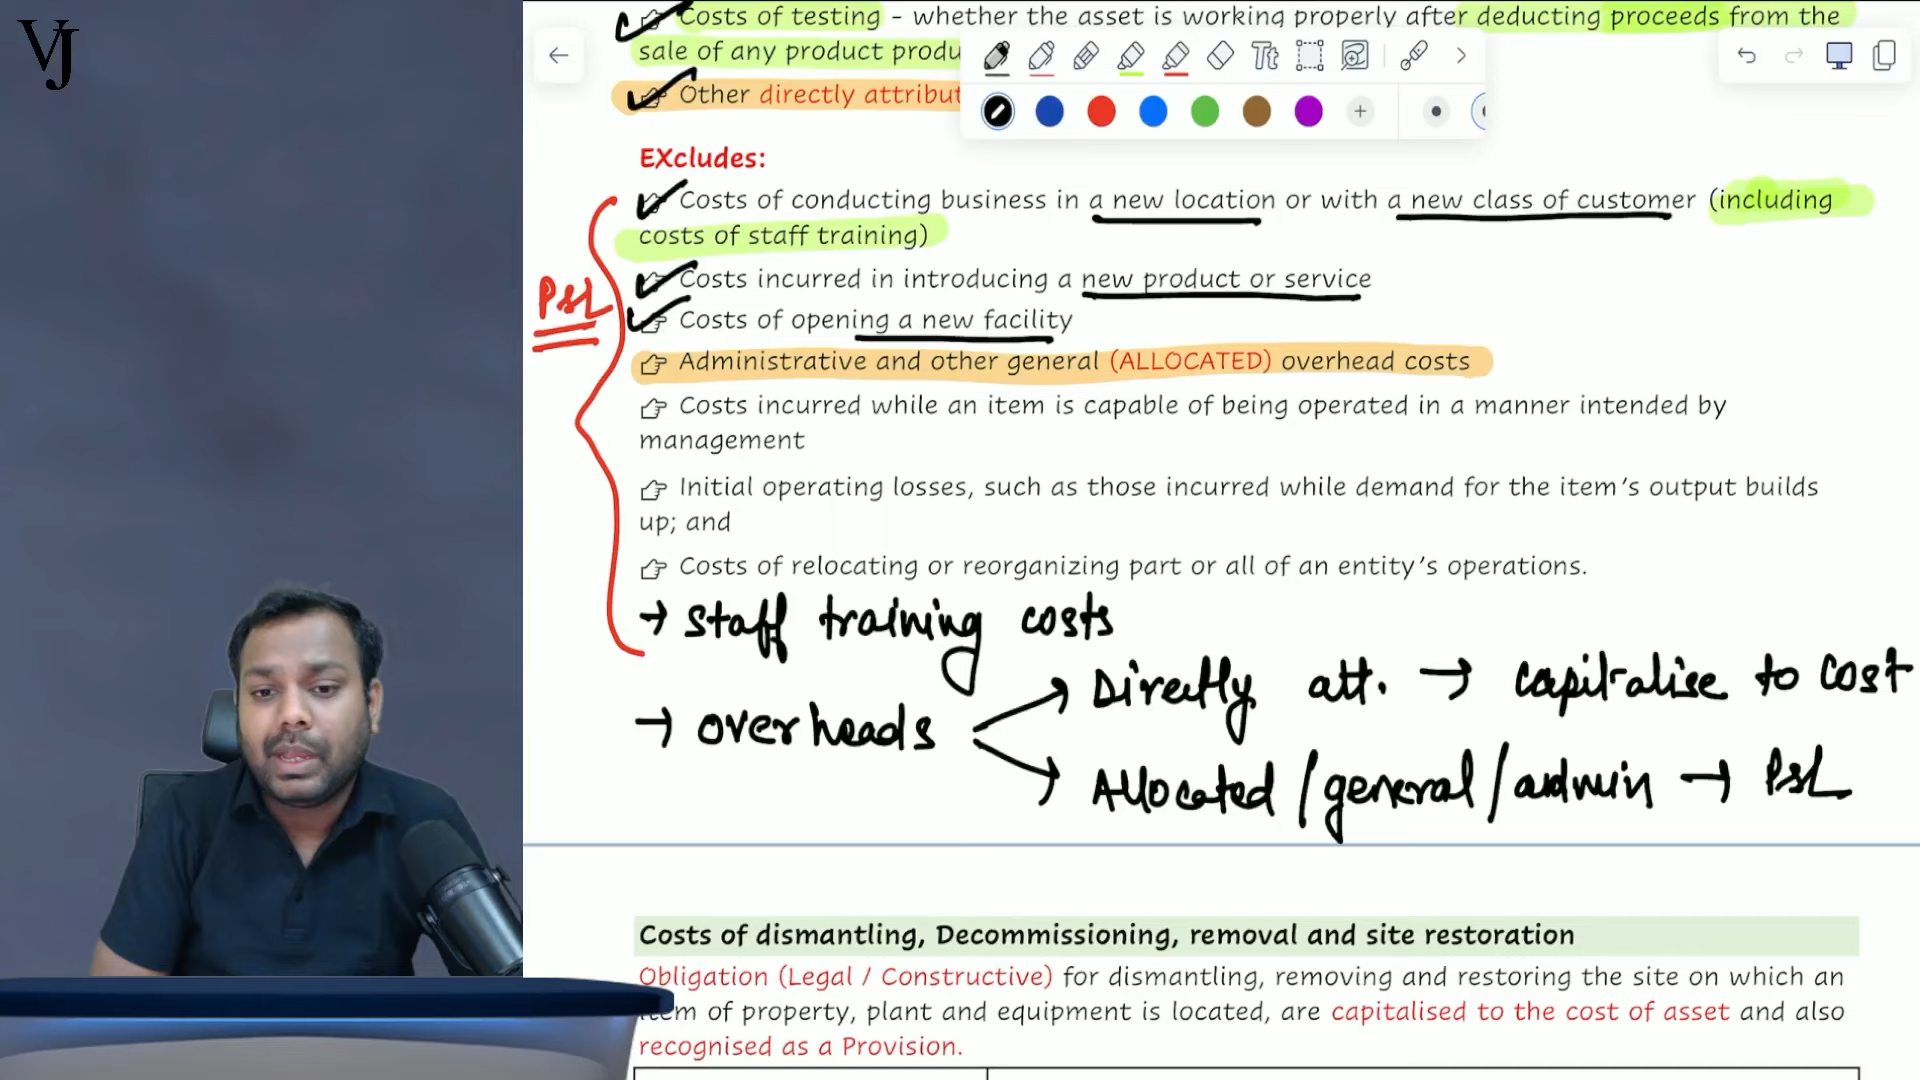 VJ
Costs of testing - whether the asset is working properly after deducting proceeds from the
sale of any product produ
Other directly attribut
Tt
EXcludes:
Costs of conducting business in a new location or with a new class of customer (including
costs of staff training)
Costs incurred in introducing a new product or service
P&L
Costs of opening a new facility
Administrative and other general (ALLOCATED) overhead costs
Costs incurred while an item is capable of being operated in a manner intended by
management
Initial operating losses, such as those incurred while demand for the item's output builds
up; and
Costs of relocating or reorganizing part or all of an entity's operations.
→ Staff training costs
→ overheads
→ Directly att. → capitalise to cost
→ Allocated / general / admin → P&L
Costs of dismantling, Decommissioning, removal and site restoration
Obligation (Legal / Constructive) for dismantling, removing and restoring the site on which an
item of property, plant and equipment is located, are capitalised to the cost of asset and also
recognised as a Provision.